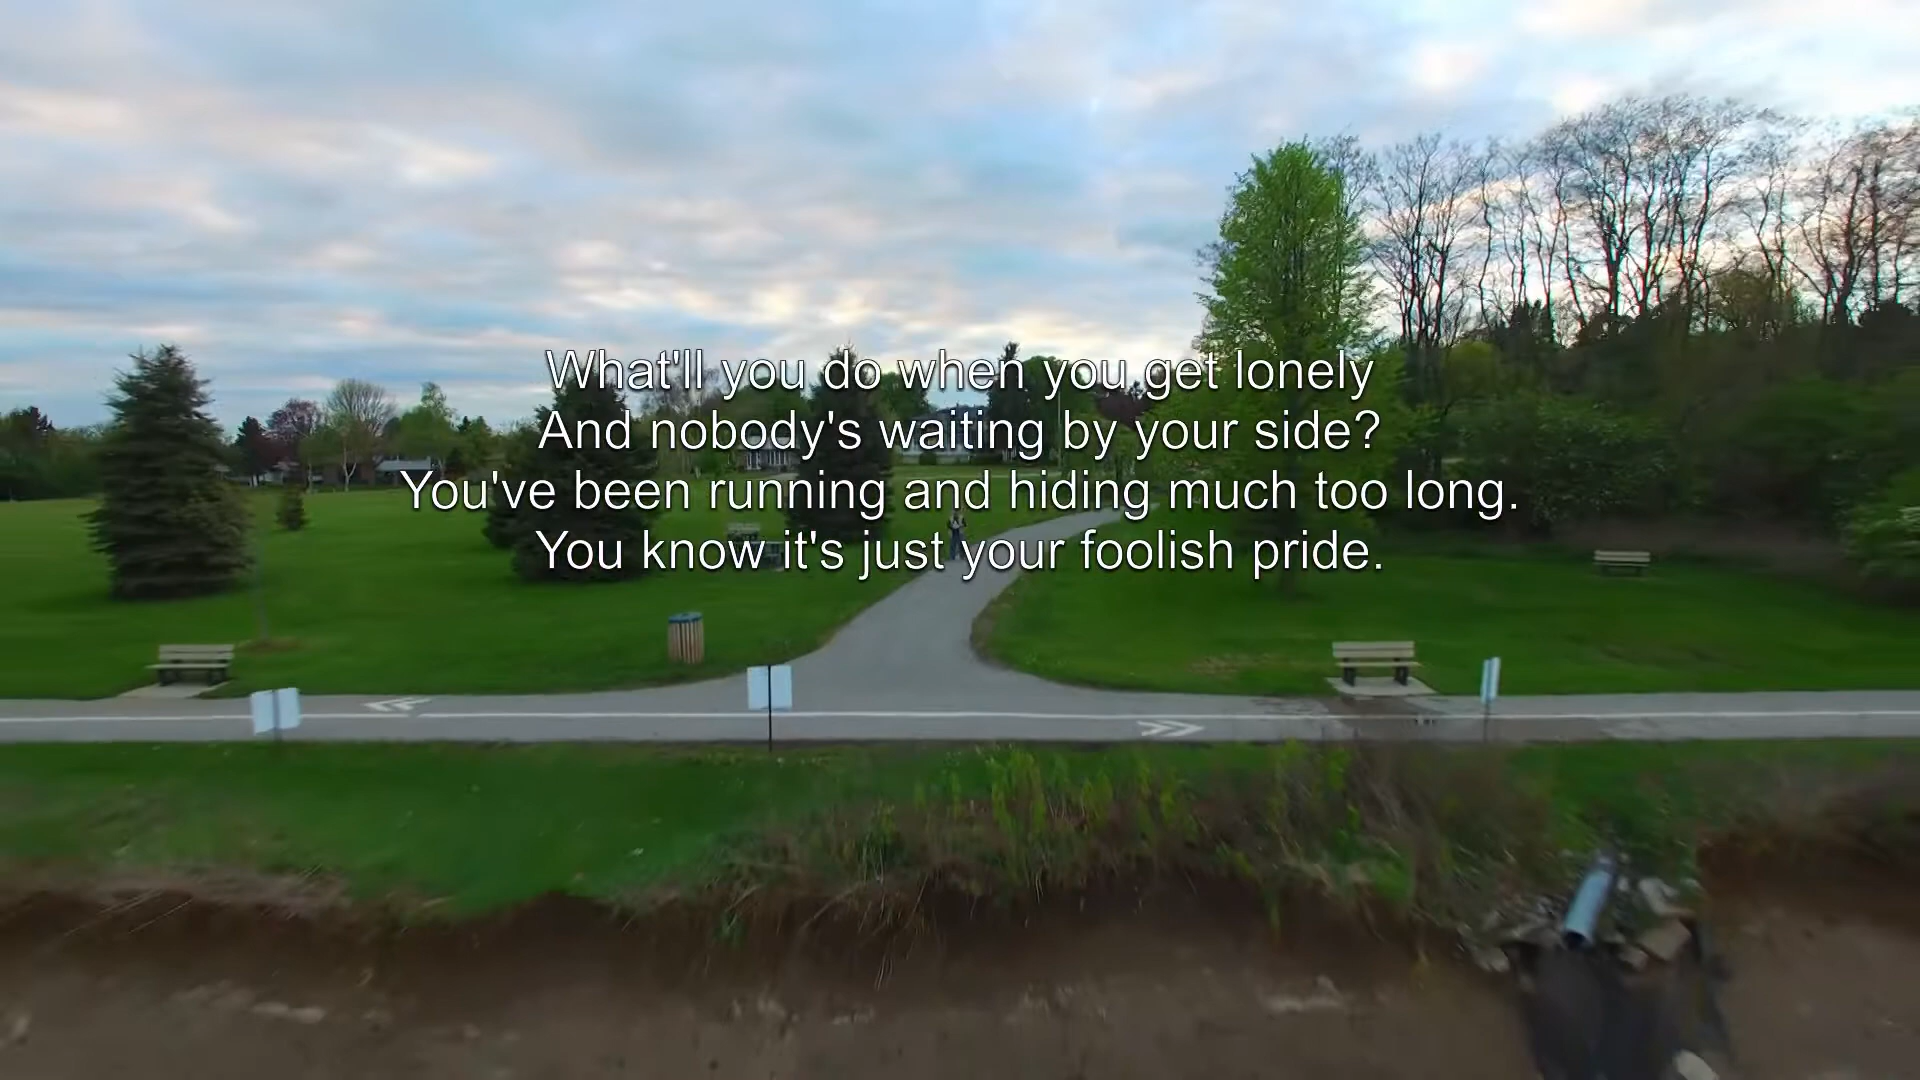 What'll you do when you get lonely
And nobody's waiting by your side?
You've been running and hiding much too long.
You know it's just your foolish pride.